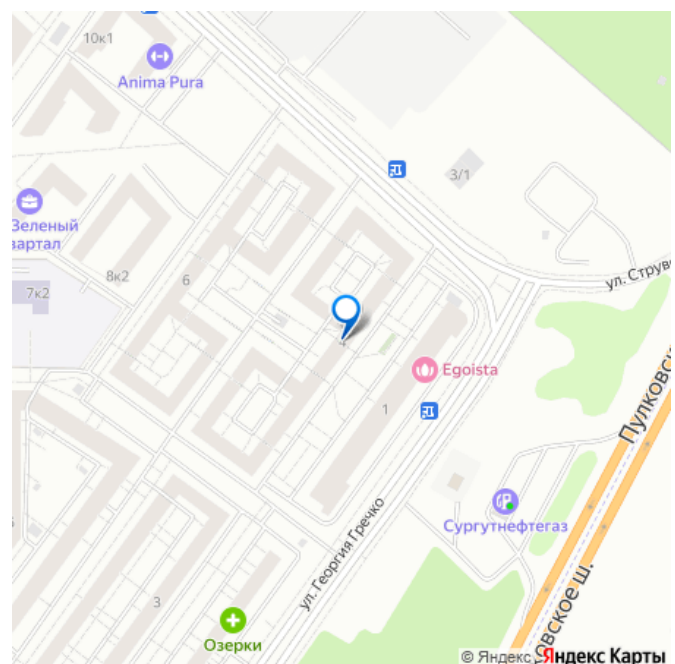 10к1
Anima Pura
3/1
Зеленый
вартал
8к2
7к2
6
ул. Струв
4
Egoista
1
Пулковс
Сургутнефтегаз
ул. Георгия Гречко
3
Озерки
овское ш.
© Яндекс
Яндекс Карты